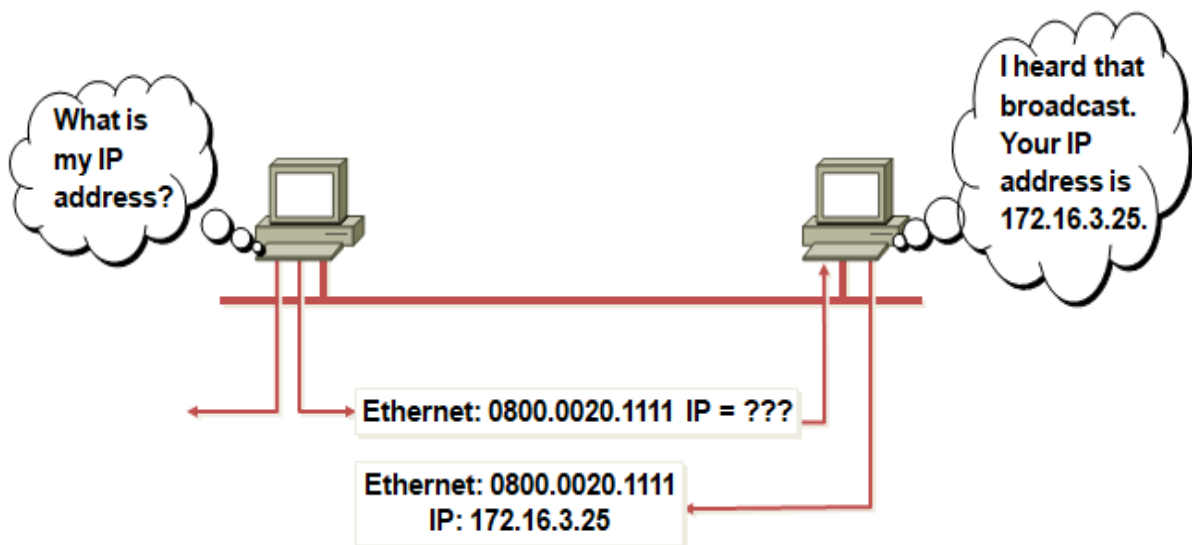 What is
my IP
address?
I heard that
broadcast.
Your IP
address is
172.16.3.25.
Ethernet: 0800.0020.1111 IP = ???
Ethernet: 0800.0020.1111
IP: 172.16.3.25